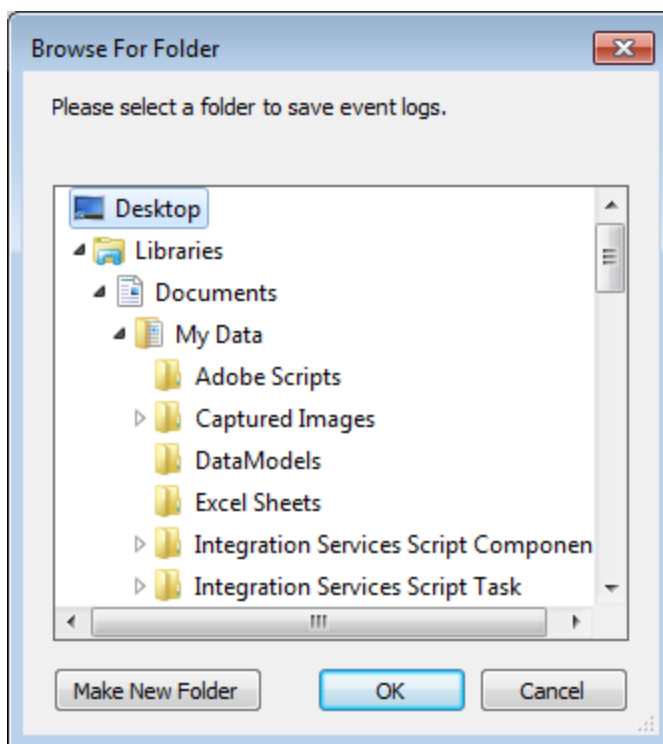 Browse For Folder
Please select a folder to save event logs.
Desktop
Libraries
Documents
My Data
Adobe Scripts
Captured Images
DataModels
Excel Sheets
Integration Services Script Componen
Integration Services Script Task
Make New Folder
OK
Cancel